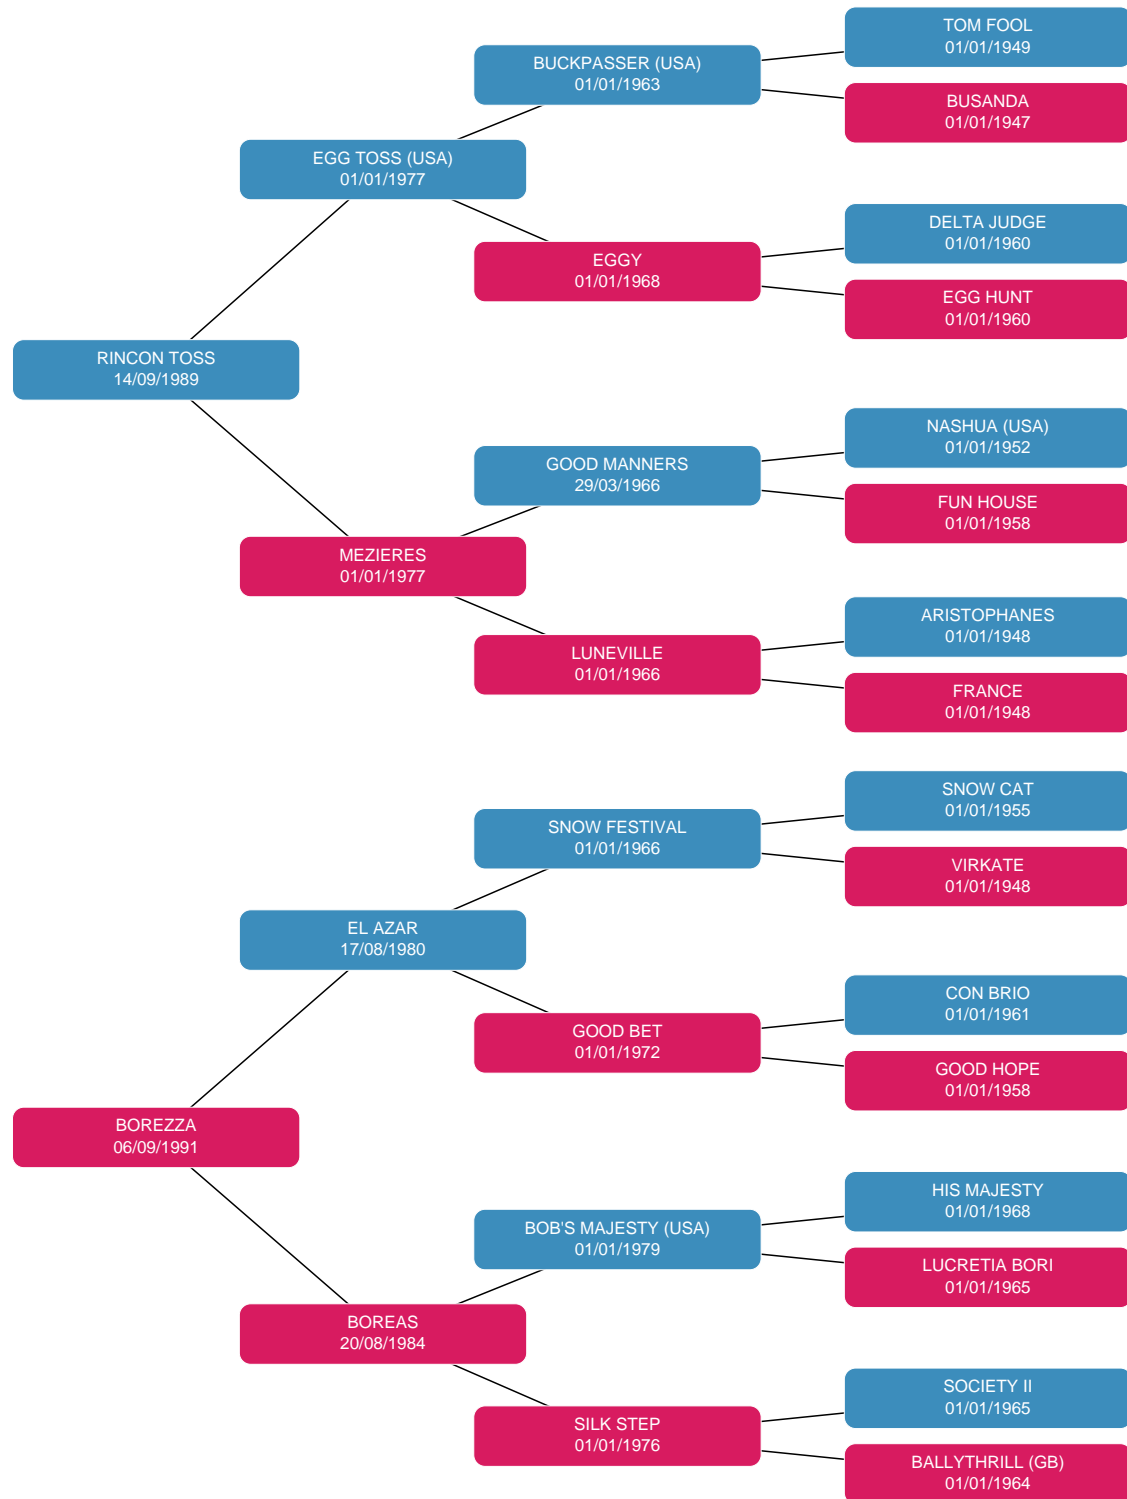 TOM FOOL
01/01/1949
BUCKPASSER (USA)
01/01/1963
BUSANDA
01/01/1947
EGG TOSS (USA)
01/01/1977
DELTA JUDGE
01/01/1960
EGGY
01/01/1968
EGG HUNT
01/01/1960
RINCON TOSS
14/09/1989
NASHUA (USA)
01/01/1952
GOOD MANNERS
29/03/1966
FUN HOUSE
01/01/1958
MEZIERES
01/01/1977
ARISTOPHANES
01/01/1948
LUNEVILLE
01/01/1966
FRANCE
01/01/1948
SNOW CAT
01/01/1955
SNOW FESTIVAL
01/01/1966
VIRKATE
01/01/1948
EL AZAR
17/08/1980
CON BRIO
01/01/1961
GOOD BET
01/01/1972
GOOD HOPE
01/01/1958
BOREZZA
06/09/1991
HIS MAJESTY
01/01/1968
BOB'S MAJESTY (USA)
01/01/1979
LUCRETIA BORI
01/01/1965
BOREAS
20/08/1984
SOCIETY II
01/01/1965
SILK STEP
01/01/1976
BALLYTHRILL (GB)
01/01/1964